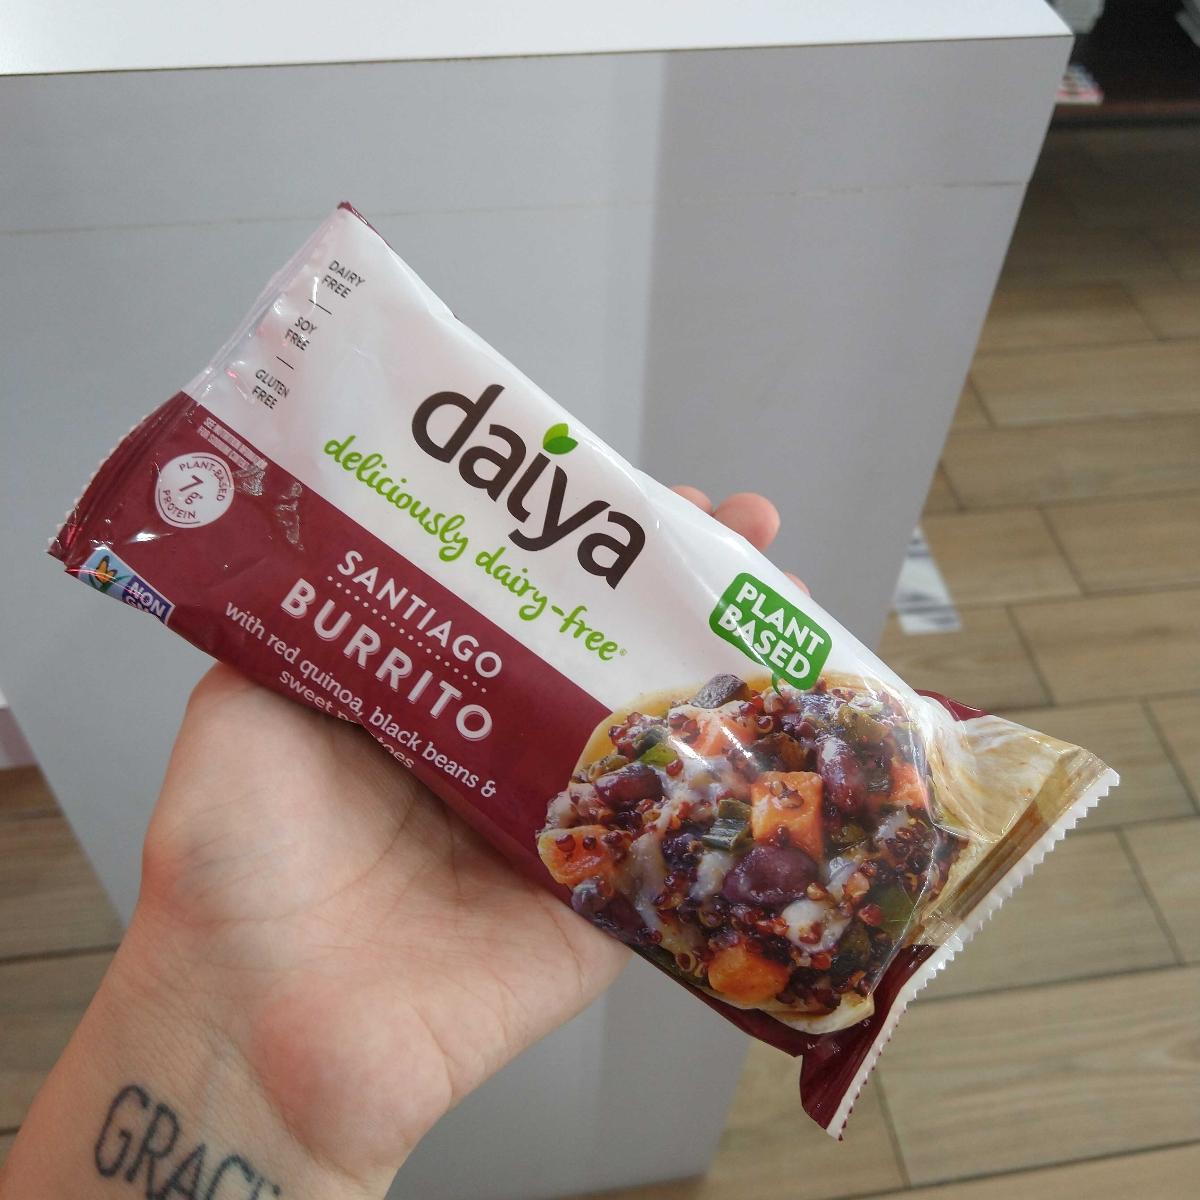 DAIRY
FREE
SOY
FREE
GLUTEN
FREE
daiya
deliciously dairy-free
PLANT-BASED
7g
PROTEIN
NON
SANTIAGO
BURRITO
with red quinoa, black beans &
sweet
PLANT
BASED